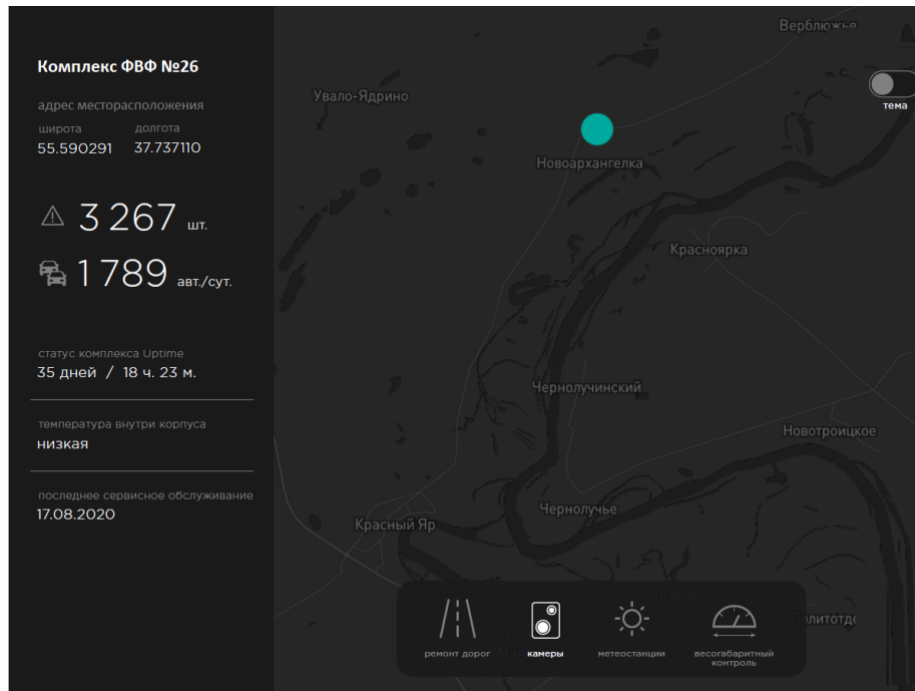 Комплекс ФВФ №26
адрес месторасположения
широта долгота
55.590291 37.737110
3 267 шт.
1 789 авт./сут.
статус комплекса Uptime
35 дней / 18 ч. 23 м.
температура внутри корпуса
низкая
последнее сервисное обслуживание
17.08.2020
Увало-Ядрино
тема
Новоархангелка
Красноярка
Чернолучинский
Новотроицкое
Чернолучье
Красный Яр
ремонт дорог
камеры
метеостанции
весогабаритный
контроль